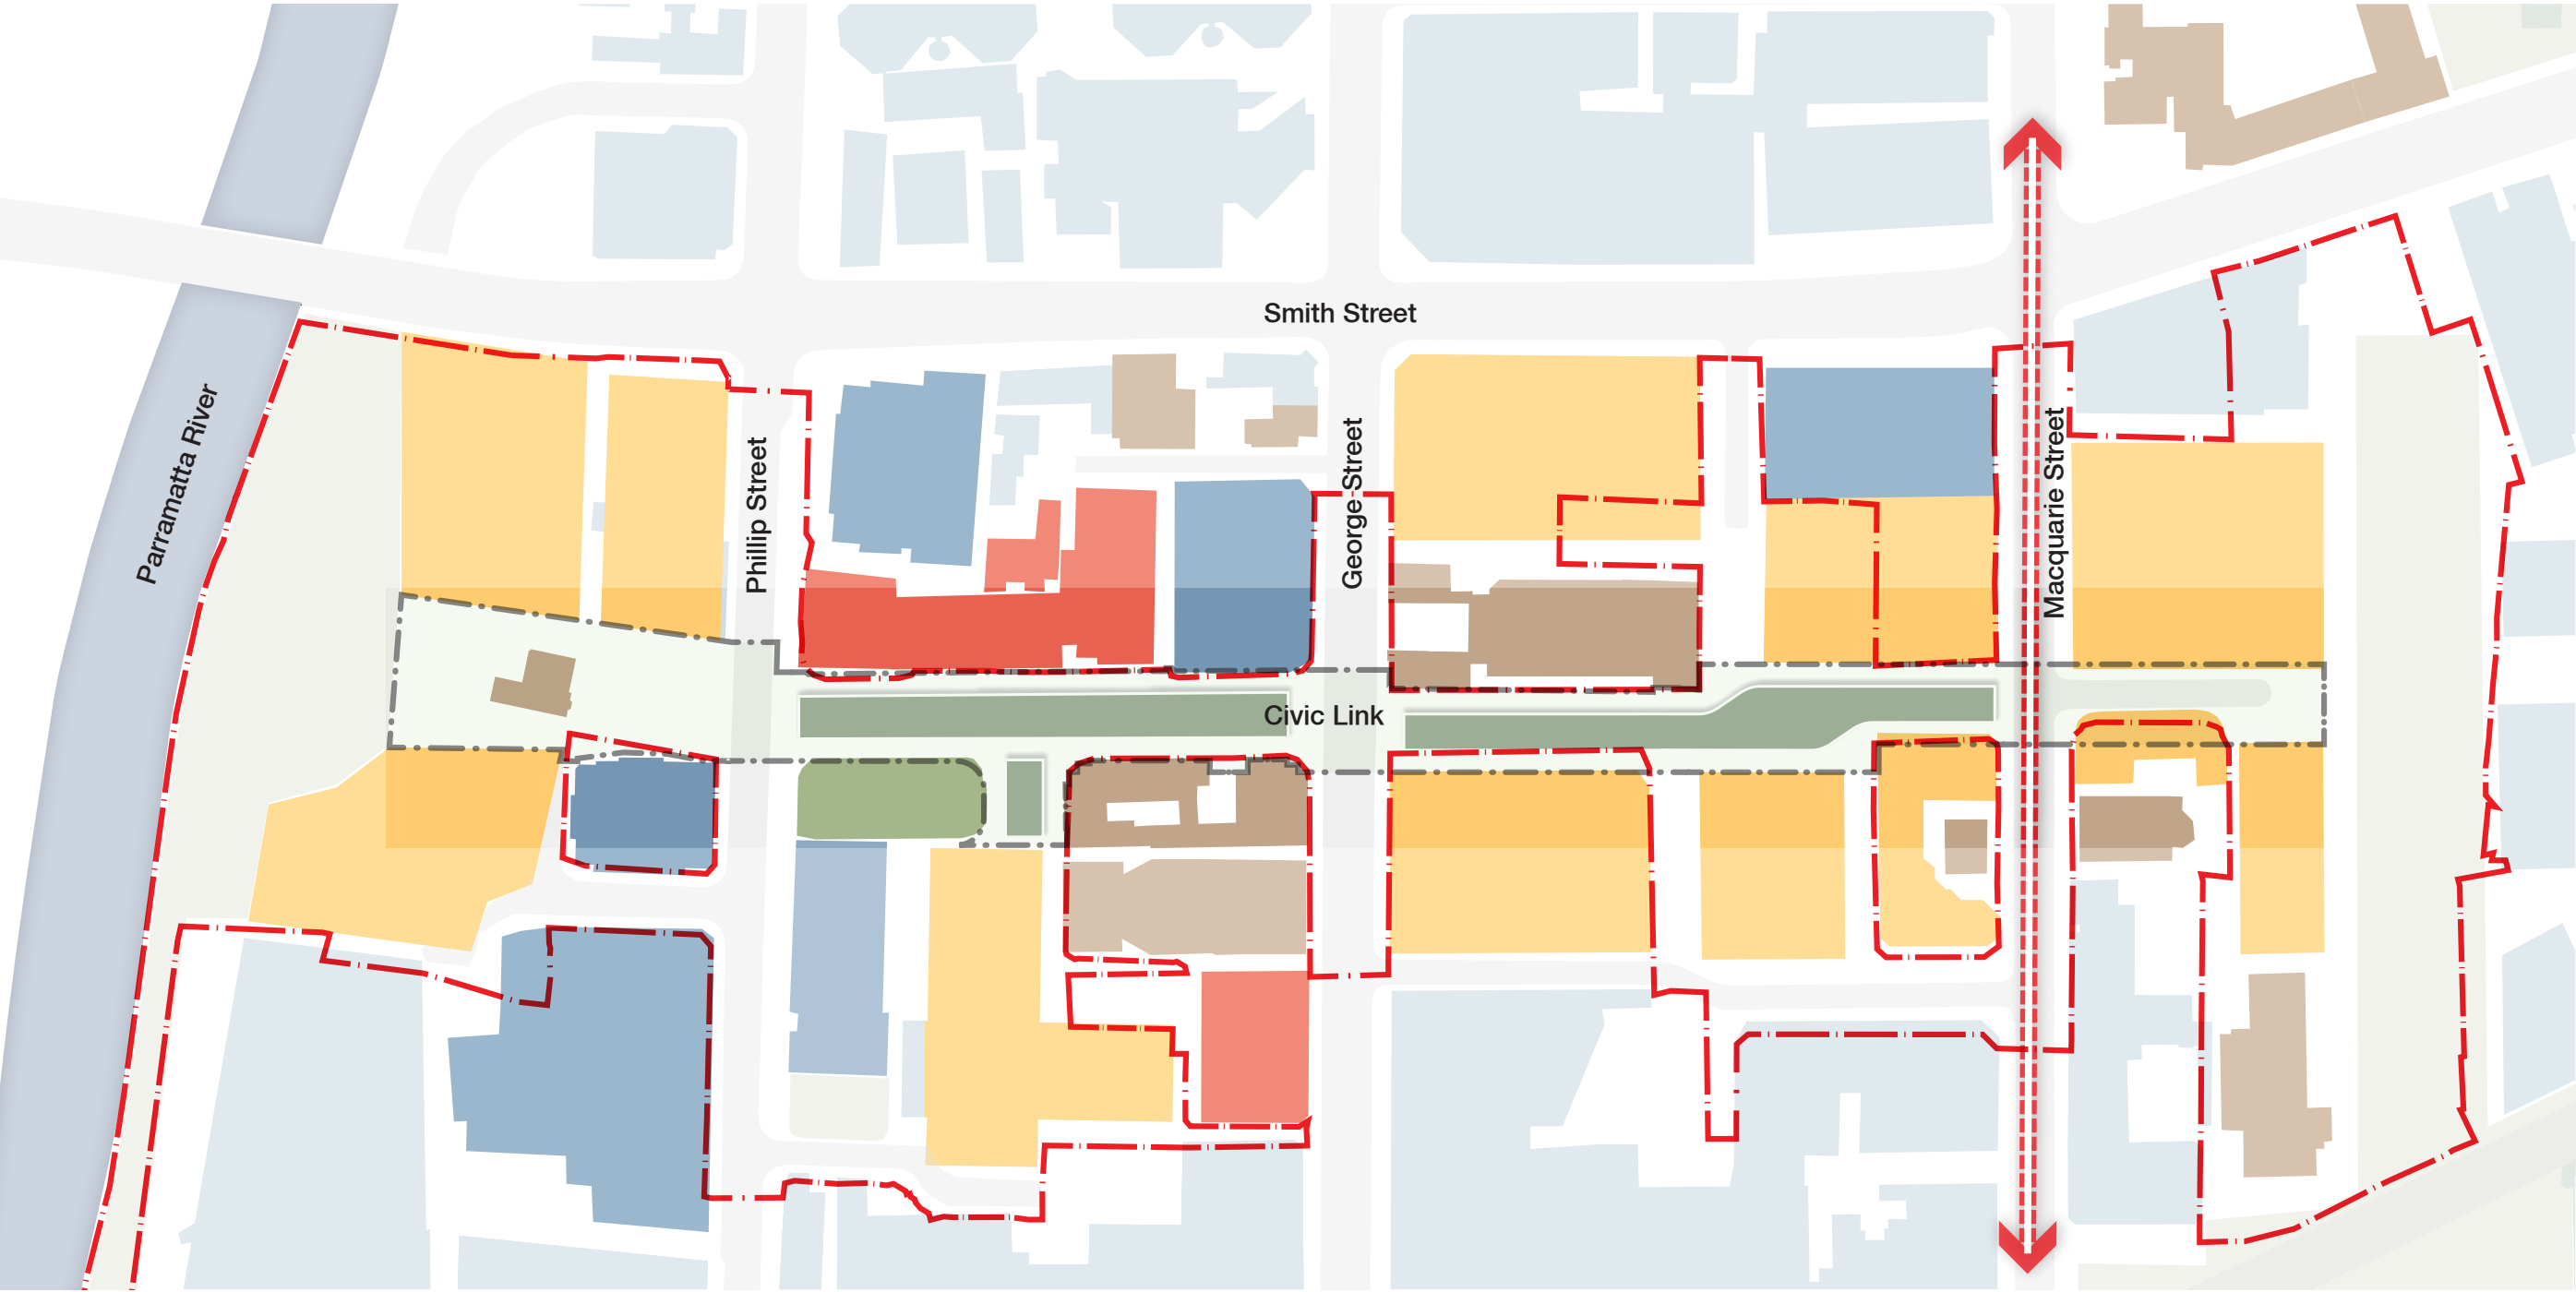 Smith Street
Parramatta River
Phillip Street
George Street
Macquarie Street
Civic Link